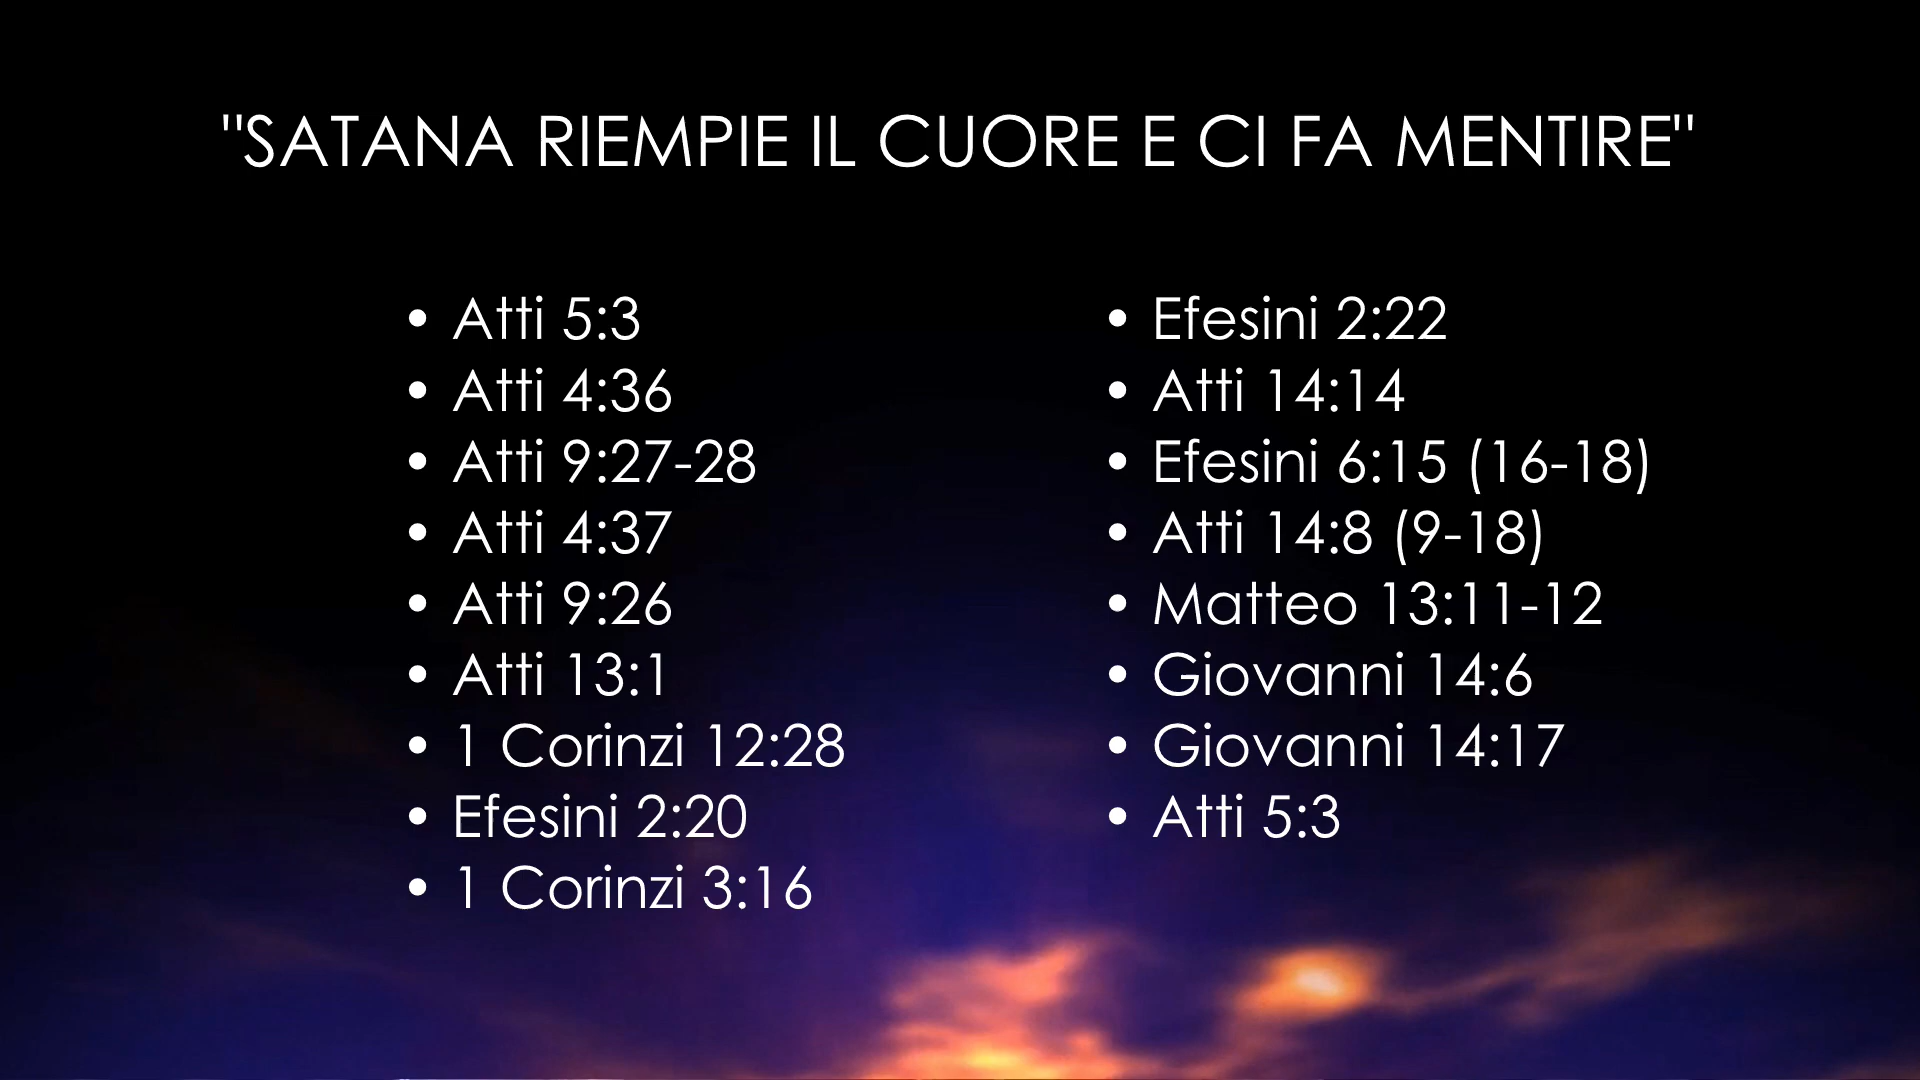 "SATANA RIEMPIE IL CUORE E CI FA MENTIRE"
• Atti 5:3
• Atti 4:36
• Atti 9:27-28
• Atti 4:37
• Atti 9:26
• Atti 13:1
• 1 Corinzi 12:28
• Efesini 2:20
• 1 Corinzi 3:16
• Efesini 2:22
• Atti 14:14
• Efesini 6:15 (16-18)
• Atti 14:8 (9-18)
• Matteo 13:11-12
• Giovanni 14:6
• Giovanni 14:17
• Atti 5:3